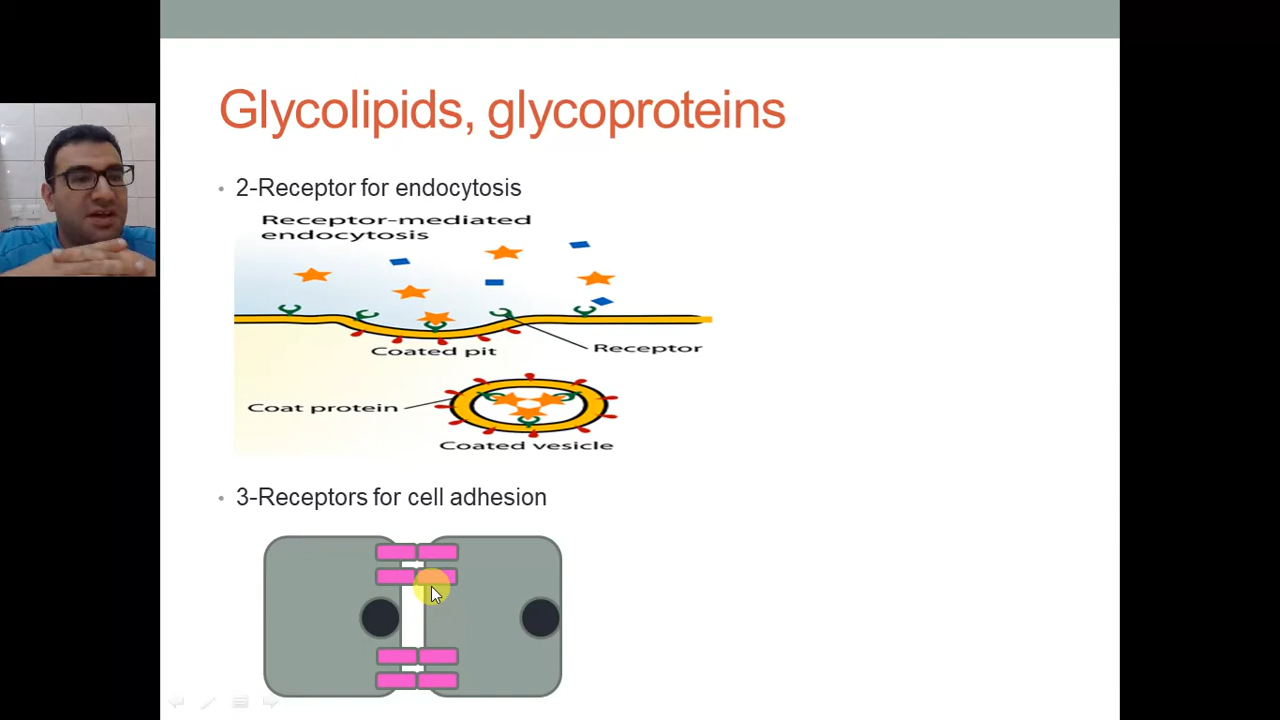 Glycolipids, glycoproteins
• 2-Receptor for endocytosis
Receptor-mediated
endocytosis
Coated pit
Receptor
Coat protein
Coated vesicle
• 3-Receptors for cell adhesion